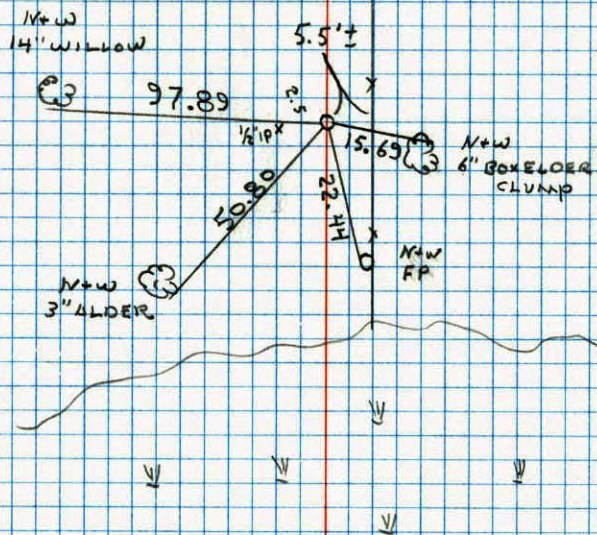 N+W
14" WILLOW
5.5'±
97.89
2.5
1/2" IP
15.69
N+W
6" BOXELDER
CLUMP
50.80
22.44
N+W
FP
N+W
3" ALDER